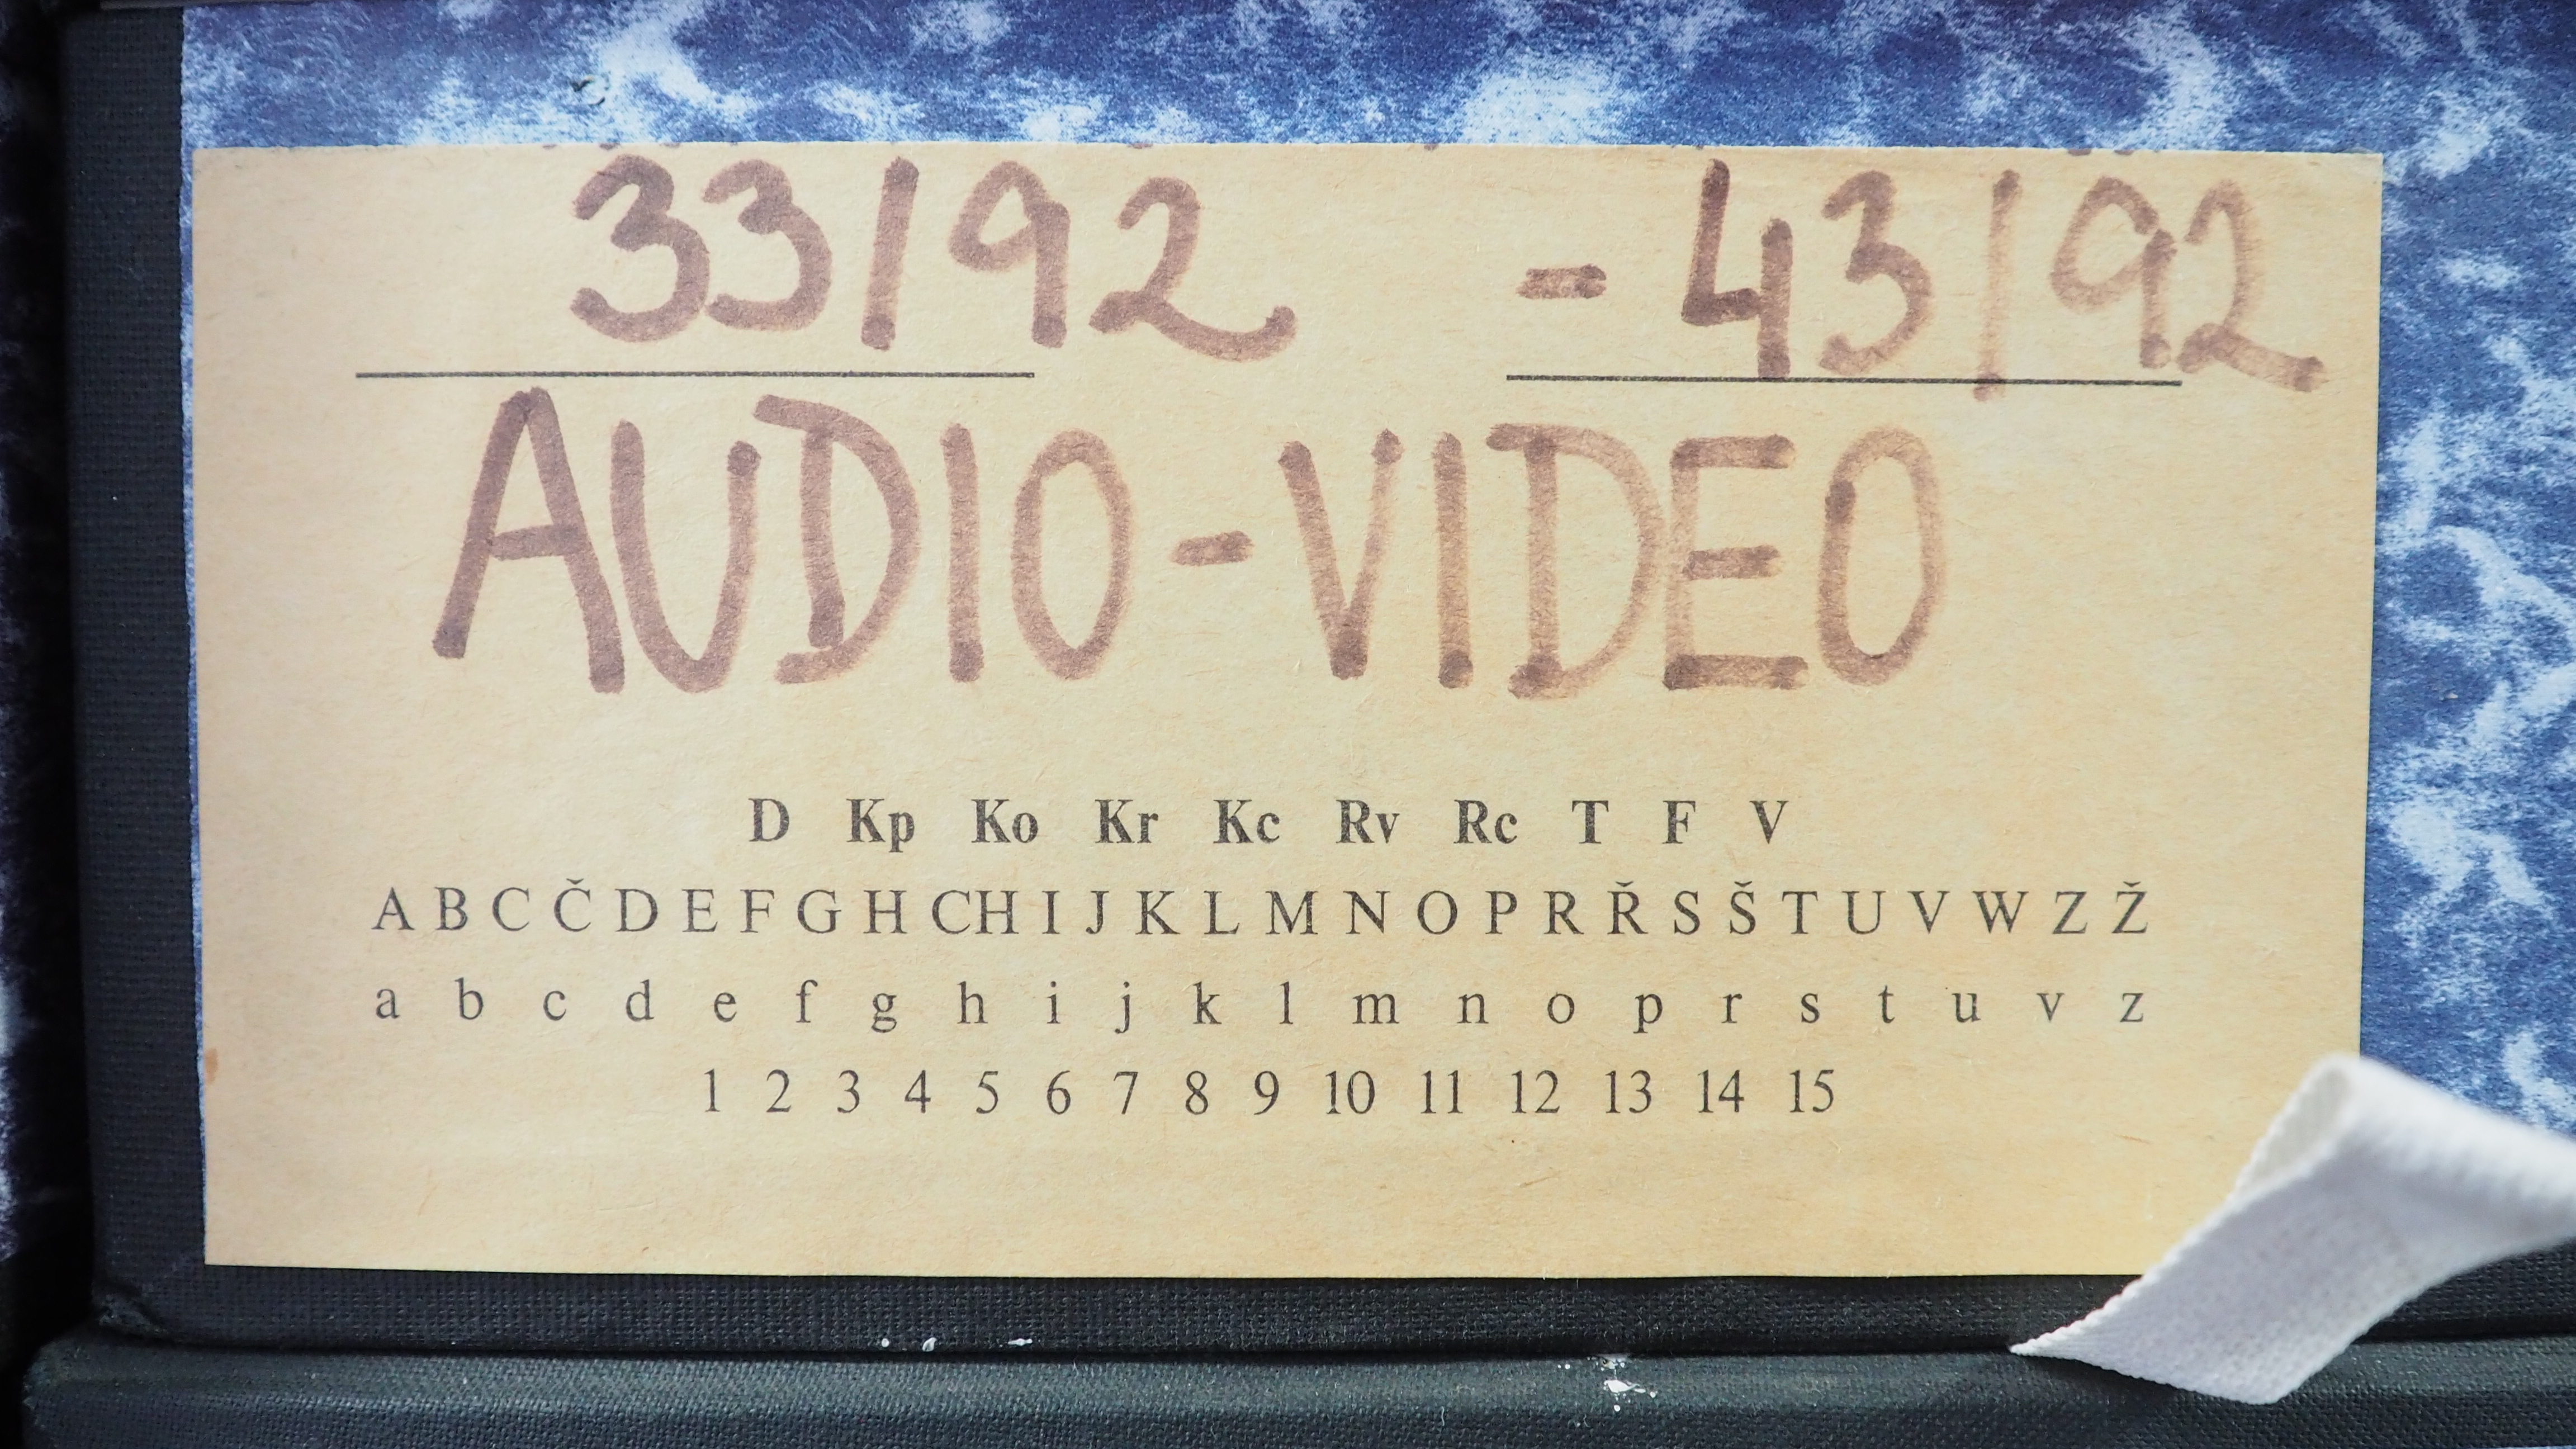 33/92 - 43/92
AUDIO-VIDEO
D Kp Ko Kr Kc Rv Rc T F V
A B C Č D E F G H CH I J K L M N O P R Ř S Š T U V W Z Ž
a b c d e f g h i j k l m n o p r s t u v z
1 2 3 4 5 6 7 8 9 10 11 12 13 14 15